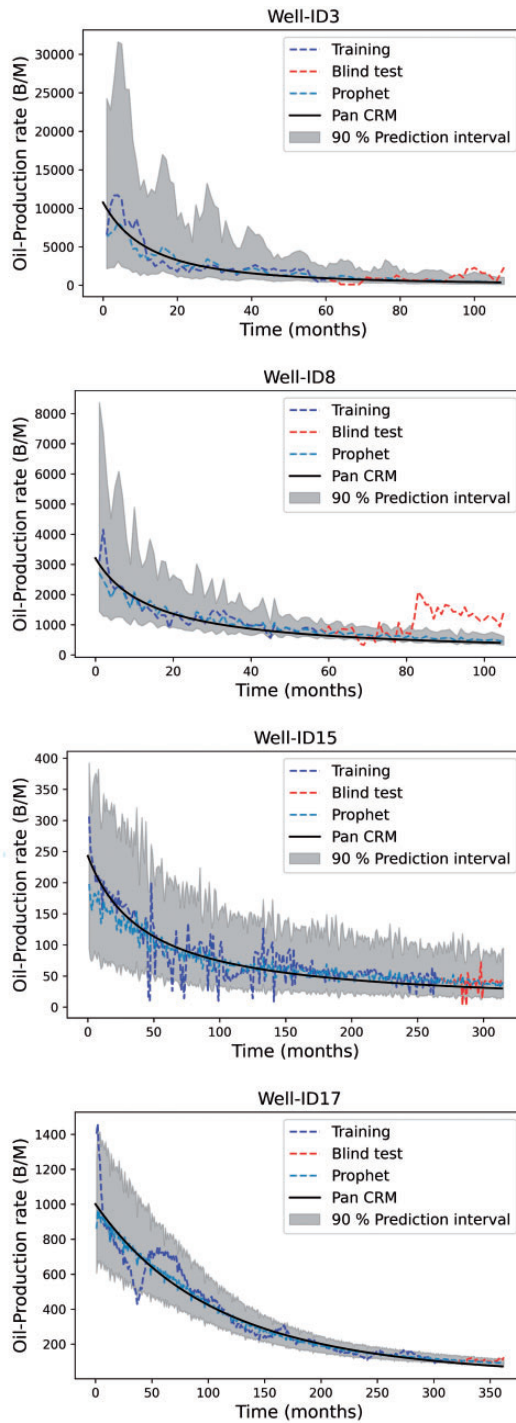 Well-ID3
Oil-Production rate (B/M)
30000
25000
20000
15000
10000
5000
0
Training
Blind test
Prophet
Pan CRM
90 % Prediction interval
0 20 40 60 80 100
Time (months)
Well-ID8
Oil-Production rate (B/M)
8000
7000
6000
5000
4000
3000
2000
1000
0
Training
Blind test
Prophet
Pan CRM
90 % Prediction interval
0 20 40 60 80 100
Time (months)
Well-ID15
Oil-Production rate (B/M)
400
350
300
250
200
150
100
50
0
Training
Blind test
Prophet
Pan CRM
90 % Prediction interval
0 50 100 150 200 250 300
Time (months)
Well-ID17
Oil-Production rate (B/M)
1400
1200
1000
800
600
400
200
Training
Blind test
Prophet
Pan CRM
90 % Prediction interval
0 50 100 150 200 250 300 350
Time (months)